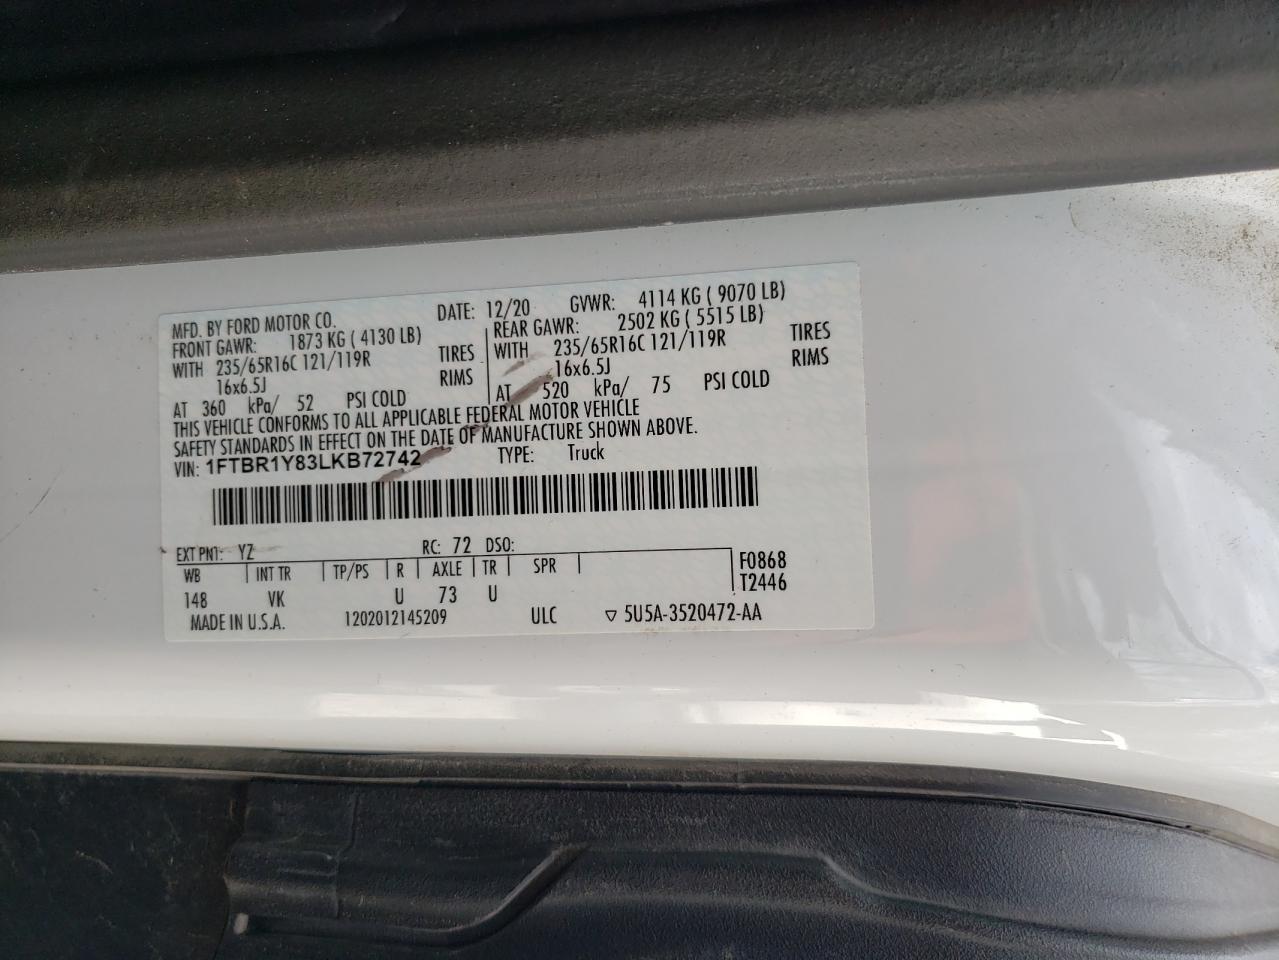 MFD. BY FORD MOTOR CO. DATE: 12/20 GVWR: 4114 KG ( 9070 LB)
FRONT GAWR: 1873 KG ( 4130 LB) REAR GAWR: 2502 KG ( 5515 LB)
WITH 235/65R16C 121/119R TIRES WITH 235/65R16C 121/119R TIRES
16x6.5J RIMS 16x6.5J RIMS
AT 360 kPa/ 52 PSI COLD AT 520 kPa/ 75 PSI COLD
THIS VEHICLE CONFORMS TO ALL APPLICABLE FEDERAL MOTOR VEHICLE
SAFETY STANDARDS IN EFFECT ON THE DATE OF MANUFACTURE SHOWN ABOVE.
VIN: 1FTBR1Y83LKB72742 TYPE: Truck
EXT PNT: YZ RC: 72 DSO:
WB INT TR TP/PS R AXLE TR SPR F0868
148 VK U 73 U T2446
MADE IN U.S.A. 1202012145209 ULC ▽ 5U5A-3520472-AA